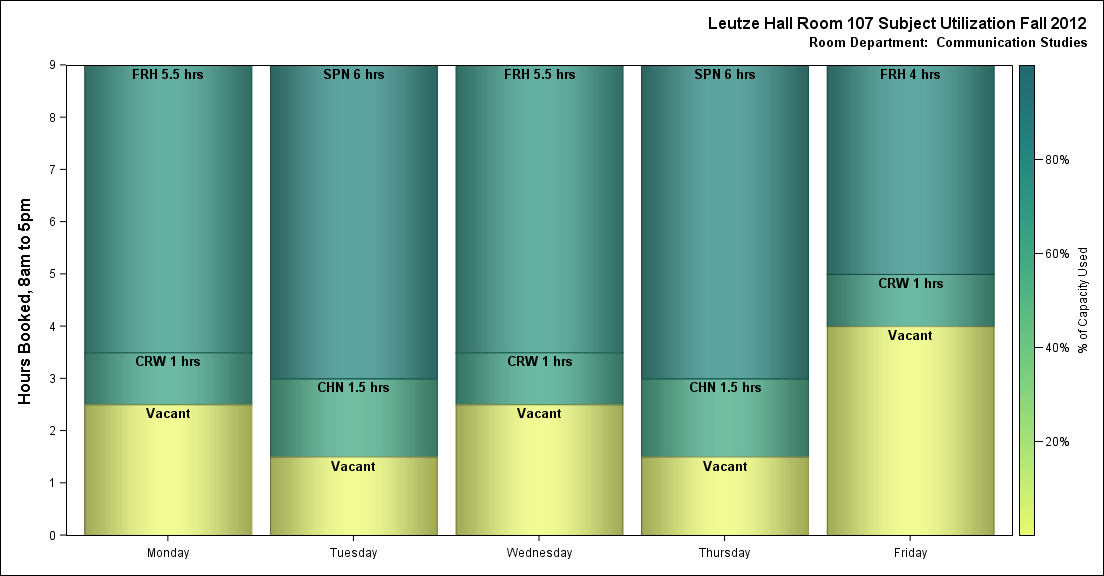 Leutze Hall Room 107 Subject Utilization Fall 2012
Room Department:  Communication Studies
Hours Booked, 8am to 5pm
9
8
7
6
5
4
3
2
1
0
FRH 5.5 hrs
CRW 1 hrs
Vacant
SPN 6 hrs
CHN 1.5 hrs
Vacant
FRH 5.5 hrs
CRW 1 hrs
Vacant
SPN 6 hrs
CHN 1.5 hrs
Vacant
FRH 4 hrs
CRW 1 hrs
Vacant
Monday
Tuesday
Wednesday
Thursday
Friday
80%
60%
40%
20%
% of Capacity Used